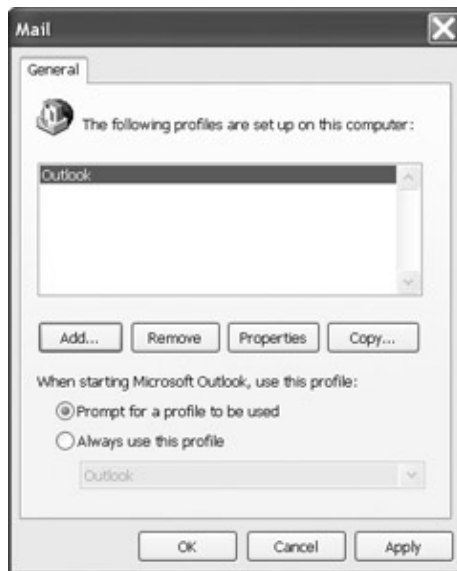 Mail
General
The following profiles are set up on this computer:
Outlook
Add... Remove Properties Copy...
When starting Microsoft Outlook, use this profile:
Prompt for a profile to be used
Always use this profile
Outlook
OK Cancel Apply